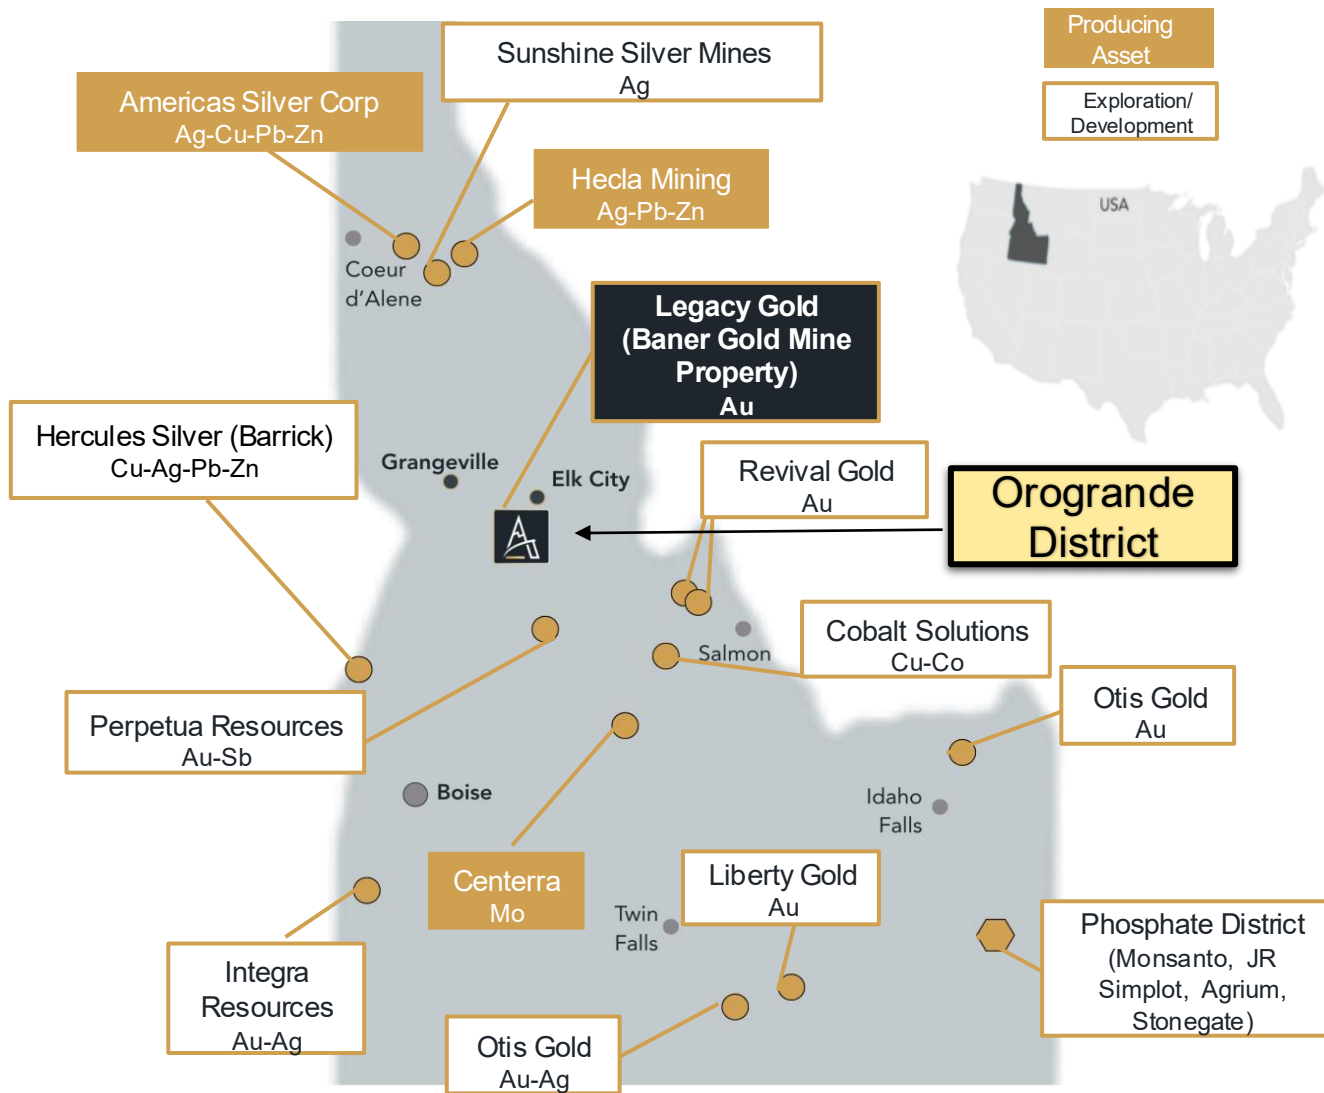 Producing
Asset
Exploration/
Development
USA
Sunshine Silver Mines
Ag
Americas Silver Corp
Ag-Cu-Pb-Zn
Hecla Mining
Ag-Pb-Zn
Coeur
d'Alene
Legacy Gold
(Baner Gold Mine
Property)
Au
Hercules Silver (Barrick)
Cu-Ag-Pb-Zn
Grangeville
Elk City
Revival Gold
Au
Orogrande
District
Salmon
Cobalt Solutions
Cu-Co
Perpetua Resources
Au-Sb
Otis Gold
Au
Boise
Idaho
Falls
Centerra
Mo
Liberty Gold
Au
Twin
Falls
Phosphate District
(Monsanto, JR
Simplot, Agrium,
Stonegate)
Integra
Resources
Au-Ag
Otis Gold
Au-Ag